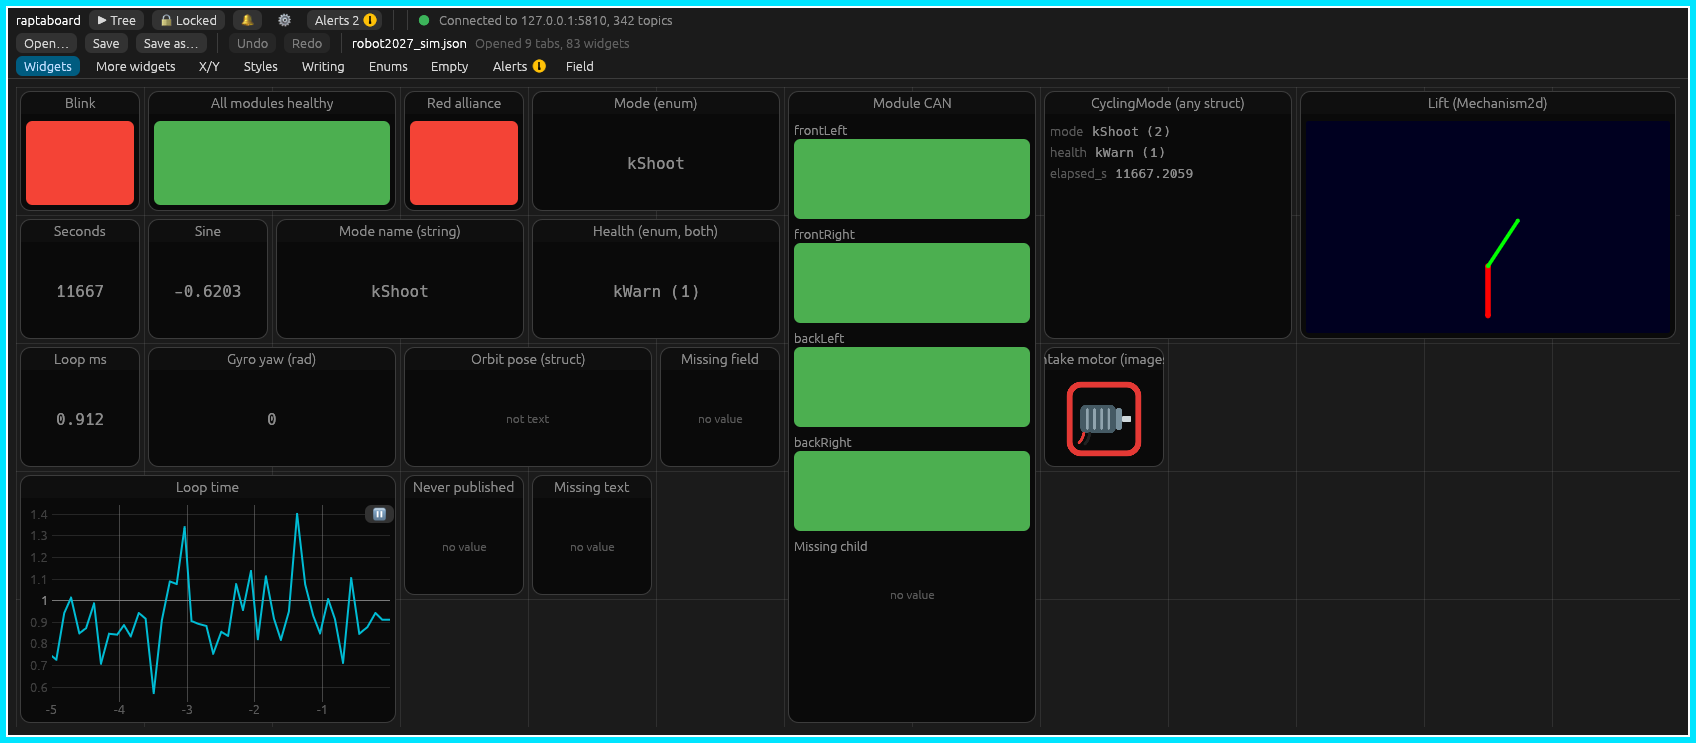 raptaboard ▶ Tree 🔒 Locked 🔔 ⚙ Alerts 2 Connected to 127.0.0.1:5810, 342 topics
Open… Save Save as… Undo Redo robot2027_sim.json Opened 9 tabs, 83 widgets
Widgets More widgets X/Y Styles Writing Enums Empty Alerts Field
Blink
All modules healthy
Red alliance
Mode (enum)
kShoot
Seconds
11667
Sine
-0.6203
Mode name (string)
kShoot
Health (enum, both)
kWarn (1)
Loop ms
0.912
Gyro yaw (rad)
0
Orbit pose (struct)
not text
Missing field
no value
Loop time
1.4
1.3
1.2
1.1
1
0.9
0.8
0.7
0.6
-5 -4 -3 -2 -1
Never published
no value
Missing text
no value
Module CAN
frontLeft
frontRight
backLeft
backRight
Missing child
no value
CyclingMode (any struct)
mode kShoot (2)
health kWarn (1)
elapsed_s 11667.2059
Lift (Mechanism2d)
ntake motor (image